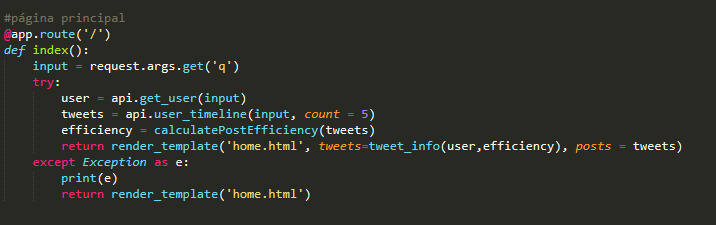 #página principal
@app.route('/')
def index():
    input = request.args.get('q')
    try:
        user = api.get_user(input)
        tweets = api.user_timeline(input, count = 5)
        efficiency = calculatePostEfficiency(tweets)
        return render_template('home.html', tweets=tweet_info(user,efficiency), posts = tweets)
    except Exception as e:
        print(e)
        return render_template('home.html')